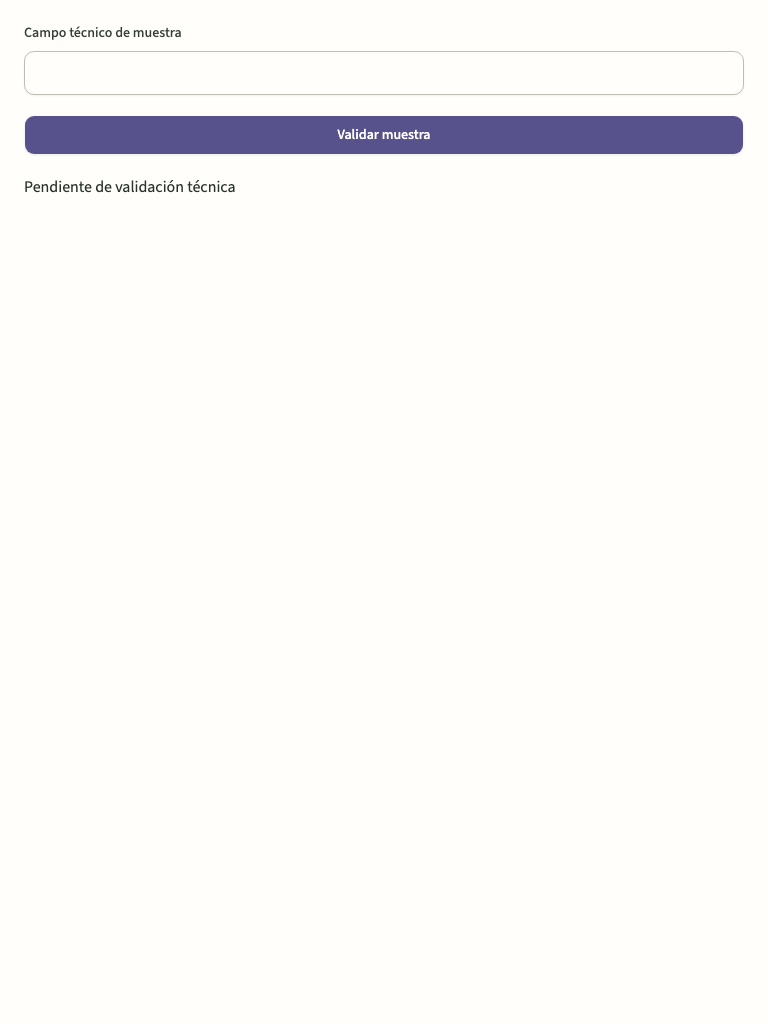 Campo técnico de muestra
Validar muestra
Pendiente de validación técnica